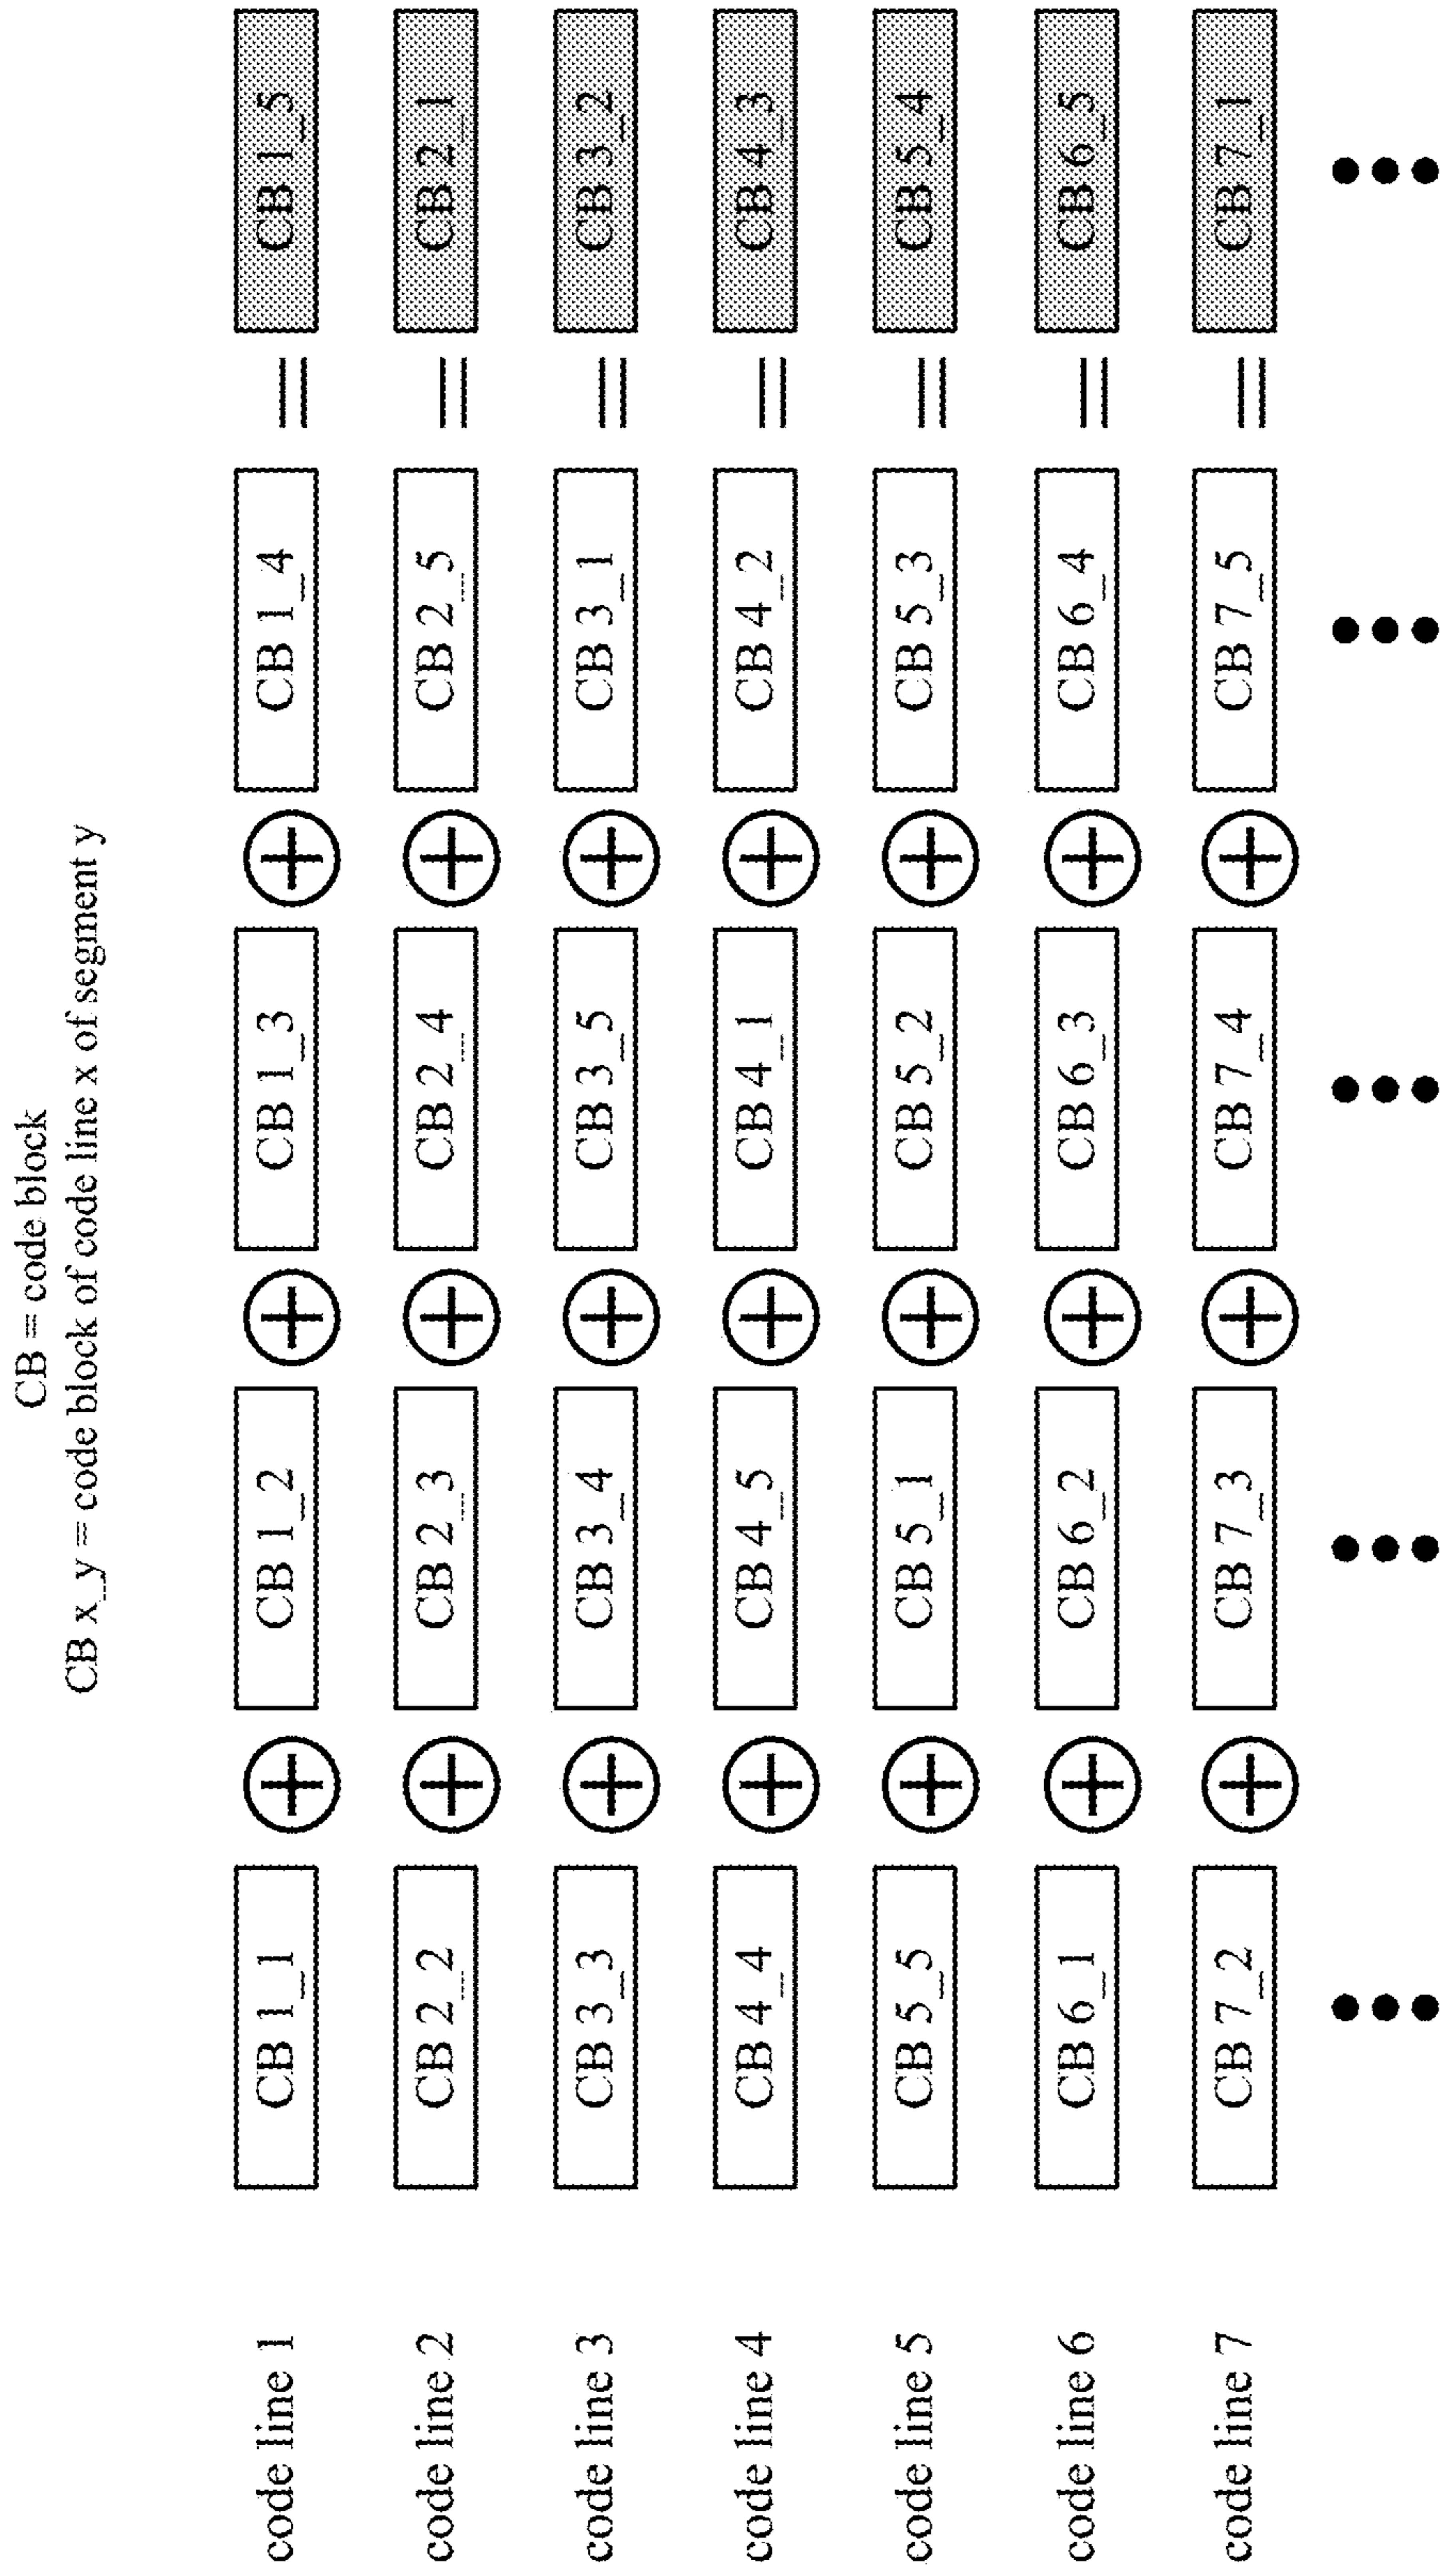 CB = code block
CB x_y = code block of code line x of segment y
code line 1 CB 1_1 ⊕ CB 1_2 ⊕ CB 1_3 ⊕ CB 1_4 = CB 1_5
code line 2 CB 2_2 ⊕ CB 2_3 ⊕ CB 2_4 ⊕ CB 2_5 = CB 2_1
code line 3 CB 3_3 ⊕ CB 3_4 ⊕ CB 3_5 ⊕ CB 3_1 = CB 3_2
code line 4 CB 4_4 ⊕ CB 4_5 ⊕ CB 4_1 ⊕ CB 4_2 = CB 4_3
code line 5 CB 5_5 ⊕ CB 5_1 ⊕ CB 5_2 ⊕ CB 5_3 = CB 5_4
code line 6 CB 6_1 ⊕ CB 6_2 ⊕ CB 6_3 ⊕ CB 6_4 = CB 6_5
code line 7 CB 7_2 ⊕ CB 7_3 ⊕ CB 7_4 ⊕ CB 7_5 = CB 7_1